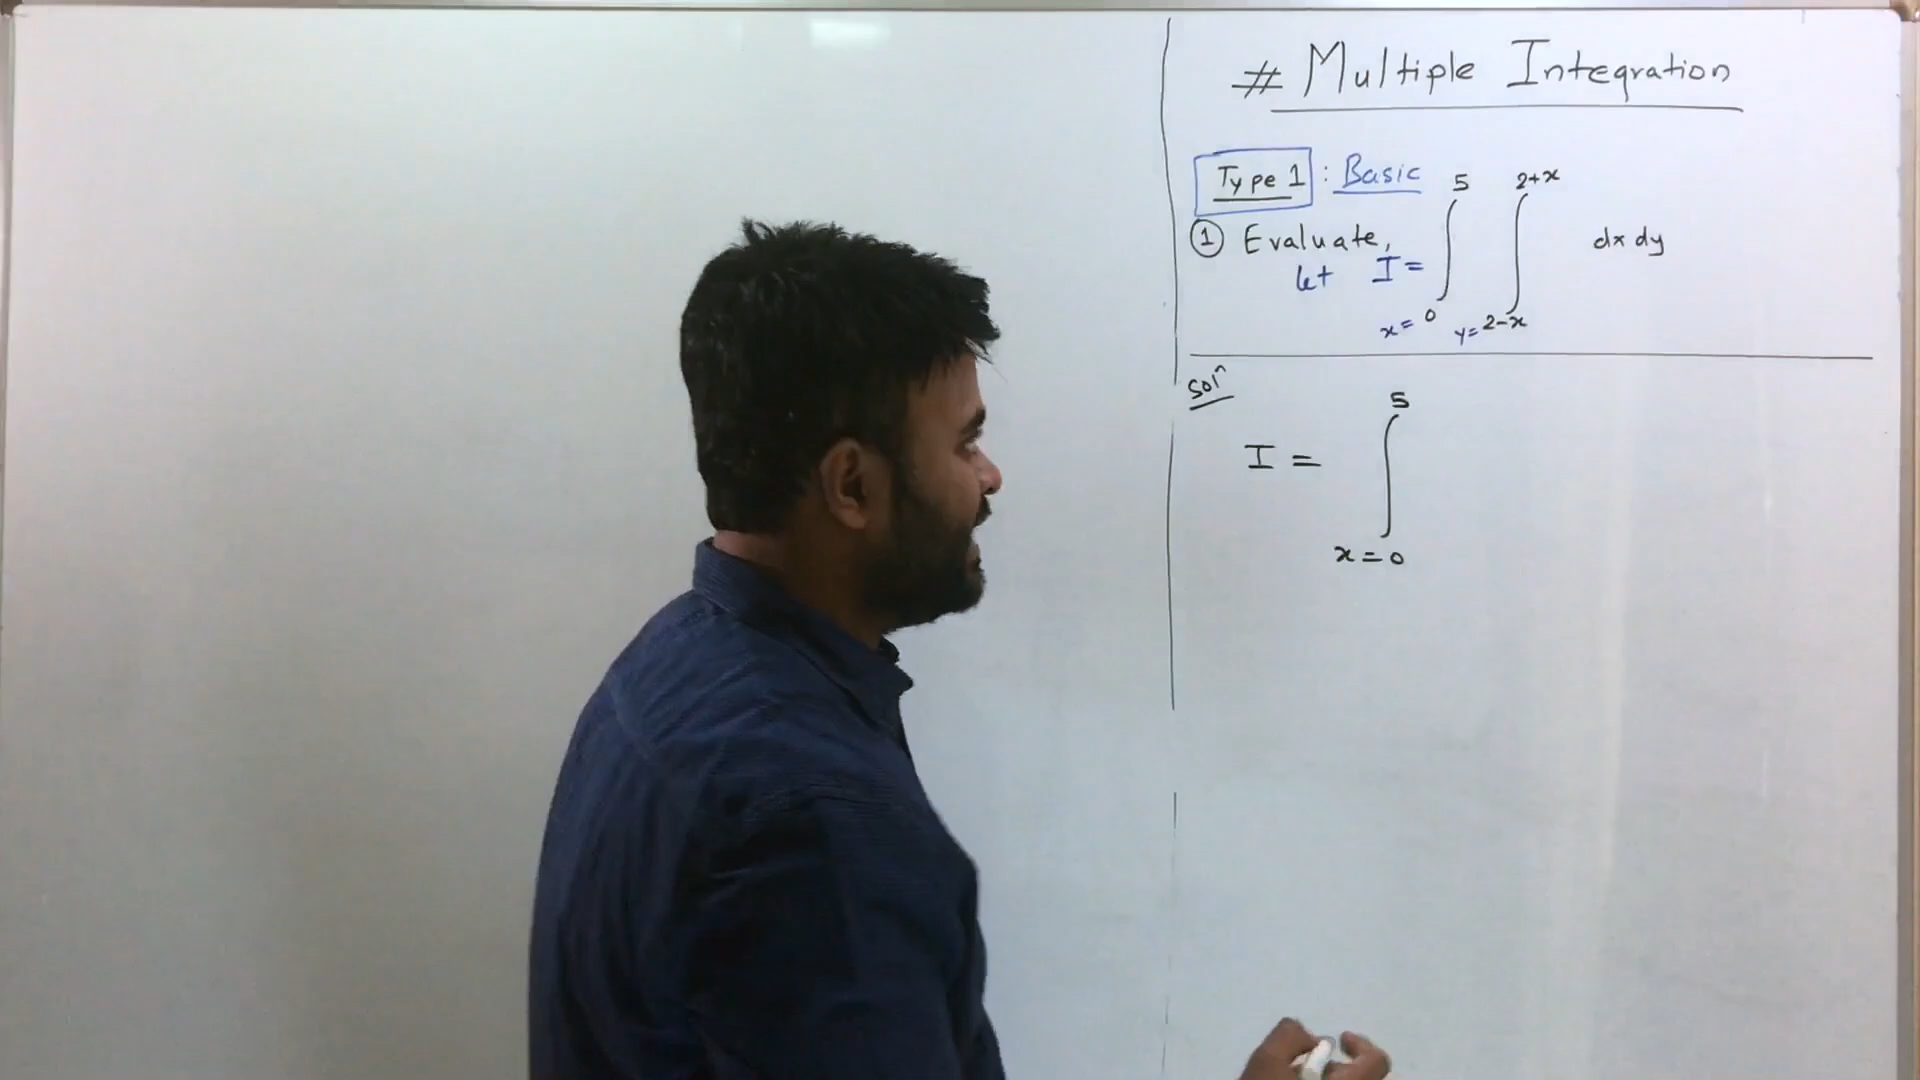 # Multiple Integration
Type 1 : Basic
① Evaluate,
let I = ∫_{x=0}^{5} ∫_{y=2-x}^{2+x} dx dy
Solⁿ
I = ∫_{x=0}^{5}